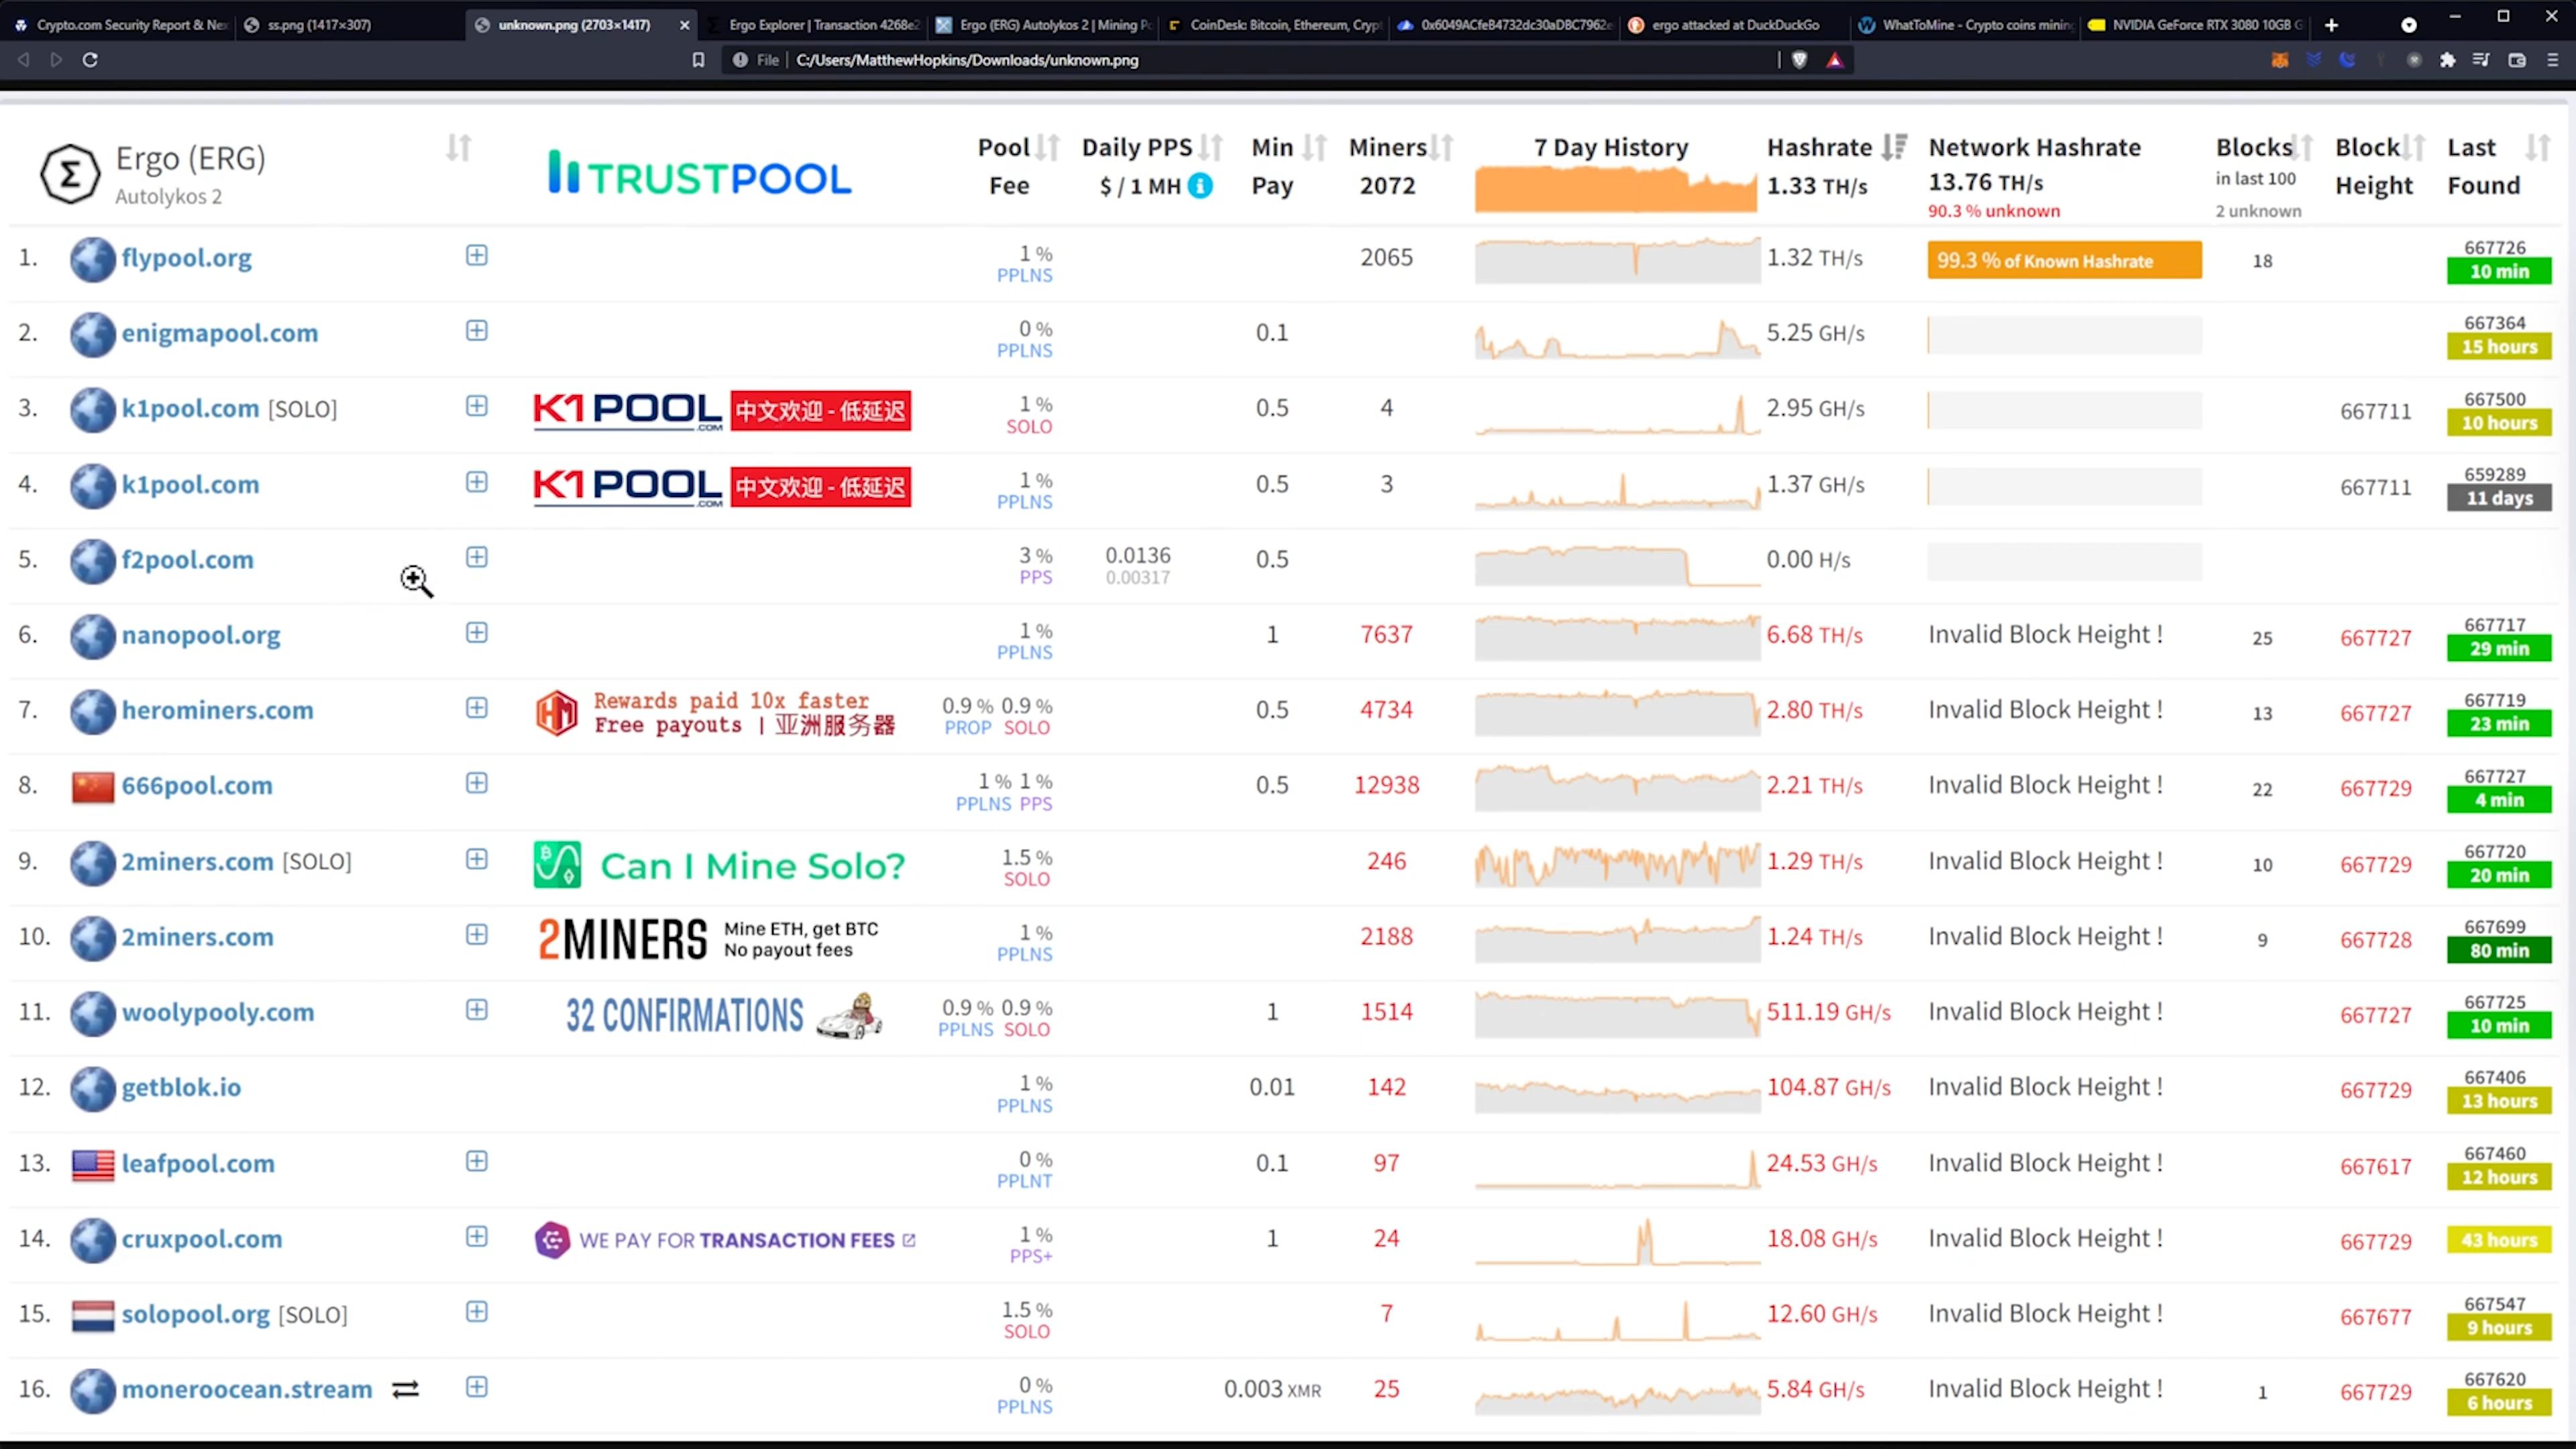 Crypto.com Security Report & Ne
ss.png (1417×307)
unknown.png (2703×1417)
Ergo Explorer | Transaction 4268e2
Ergo (ERG) Autolykos 2 | Mining Po
CoinDesk: Bitcoin, Ethereum, Crypt
0x6049ACfeB4732dc30aDBC7962e
ergo attacked at DuckDuckGo
WhatToMine - Crypto coins minin
NVIDIA GeForce RTX 3080 10GB G
File C:/Users/MatthewHopkins/Downloads/unknown.png
Ergo (ERG)
Autolykos 2
TRUSTPOOL
Pool Fee
Daily PPS $ / 1 MH
Min Pay
Miners 2072
7 Day History
Hashrate 1.33 TH/s
Network Hashrate
13.76 TH/s
90.3 % unknown
Blocks
in last 100
2 unknown
Block Height
Last Found
1. flypool.org 1 % PPLNS 2065 1.32 TH/s 99.3 % of Known Hashrate 18 667726 10 min
2. enigmapool.com 0 % PPLNS 0.1 5.25 GH/s 667364 15 hours
3. k1pool.com [SOLO] K1 POOL .COM 中文欢迎 - 低延迟 1 % SOLO 0.5 4 2.95 GH/s 667711 667500 10 hours
4. k1pool.com K1 POOL .COM 中文欢迎 - 低延迟 1 % PPLNS 0.5 3 1.37 GH/s 667711 659289 11 days
5. f2pool.com 3 % PPS 0.0136 0.00317 0.5 0.00 H/s
6. nanopool.org 1 % PPLNS 1 7637 6.68 TH/s Invalid Block Height ! 25 667727 667717 29 min
7. herominers.com HM Rewards paid 10x faster Free payouts | 亚洲服务器 0.9 % 0.9 % PROP SOLO 0.5 4734 2.80 TH/s Invalid Block Height ! 13 667727 667719 23 min
8. 666pool.com 1 % 1 % PPLNS PPS 0.5 12938 2.21 TH/s Invalid Block Height ! 22 667729 667727 4 min
9. 2miners.com [SOLO] Can I Mine Solo? 1.5 % SOLO 246 1.29 TH/s Invalid Block Height ! 10 667729 667720 20 min
10. 2miners.com 2MINERS Mine ETH, get BTC No payout fees 1 % PPLNS 2188 1.24 TH/s Invalid Block Height ! 9 667728 667699 80 min
11. woolypooly.com 32 CONFIRMATIONS 0.9 % 0.9 % PPLNS SOLO 1 1514 511.19 GH/s Invalid Block Height ! 667727 667725 10 min
12. getblok.io 1 % PPLNS 0.01 142 104.87 GH/s Invalid Block Height ! 667729 667406 13 hours
13. leafpool.com 0 % PPLNT 0.1 97 24.53 GH/s Invalid Block Height ! 667617 667460 12 hours
14. cruxpool.com WE PAY FOR TRANSACTION FEES 1 % PPS+ 1 24 18.08 GH/s Invalid Block Height ! 667729 43 hours
15. solopool.org [SOLO] 1.5 % SOLO 7 12.60 GH/s Invalid Block Height ! 667677 667547 9 hours
16. moneroocean.stream 0 % PPLNS 0.003 XMR 25 5.84 GH/s Invalid Block Height ! 1 667729 667620 6 hours